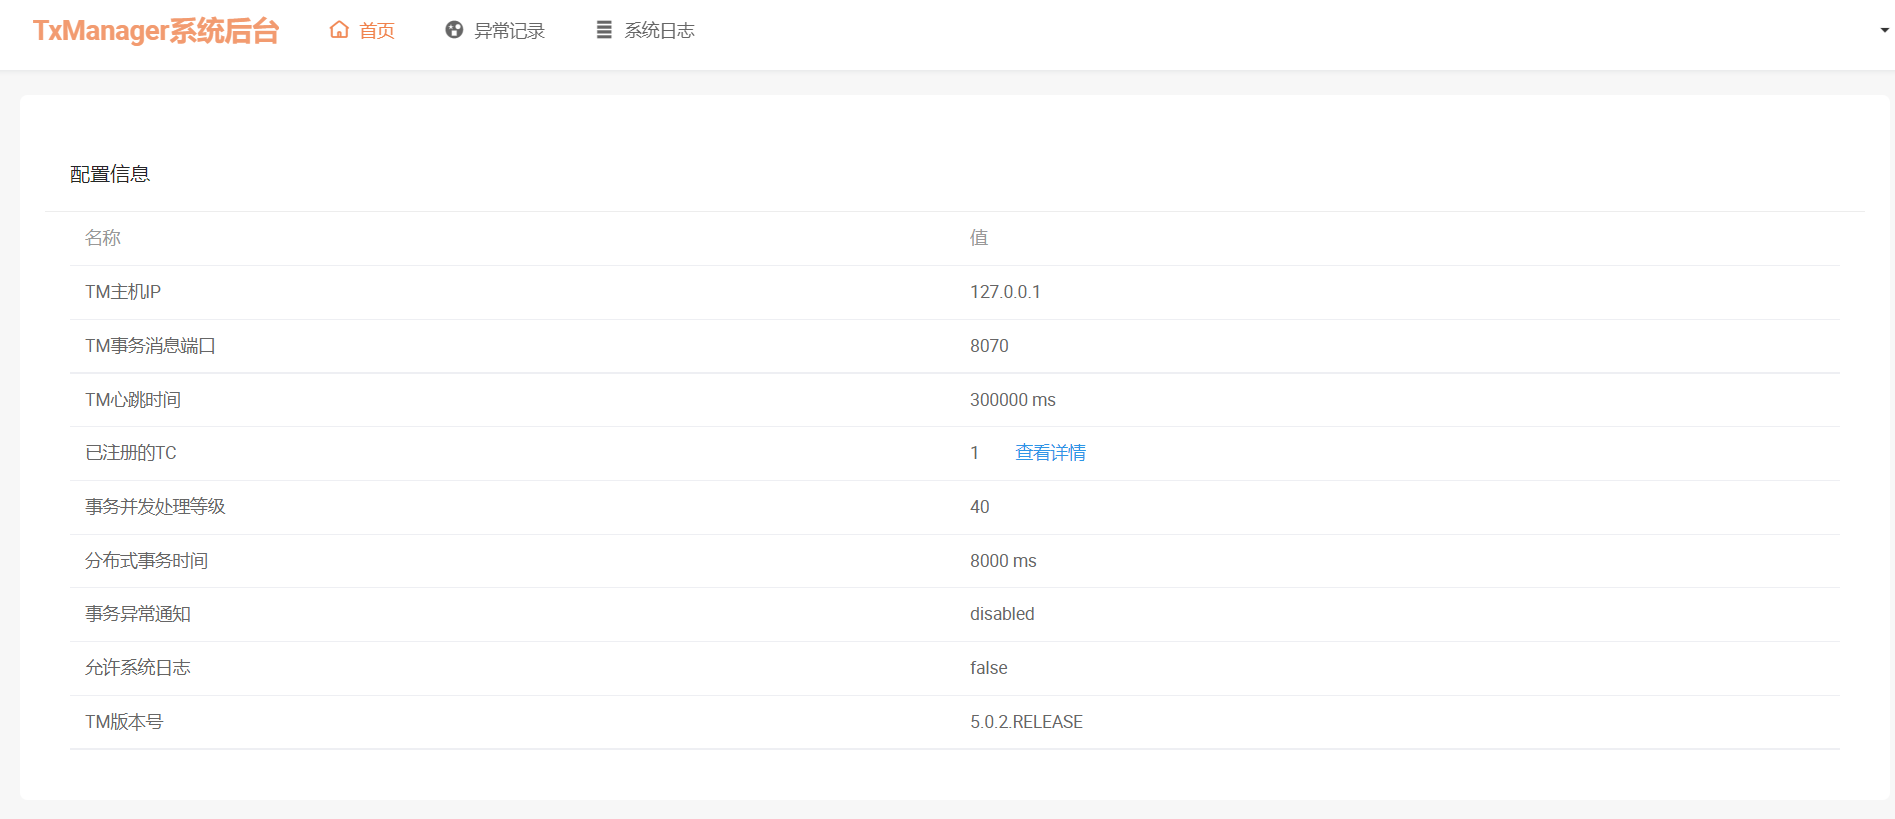 TxManager系统后台 首页 异常记录 系统日志
配置信息
名称 值
TM主机IP 127.0.0.1
TM事务消息端口 8070
TM心跳时间 300000 ms
已注册的TC 1 查看详情
事务并发处理等级 40
分布式事务时间 8000 ms
事务异常通知 disabled
允许系统日志 false
TM版本号 5.0.2.RELEASE